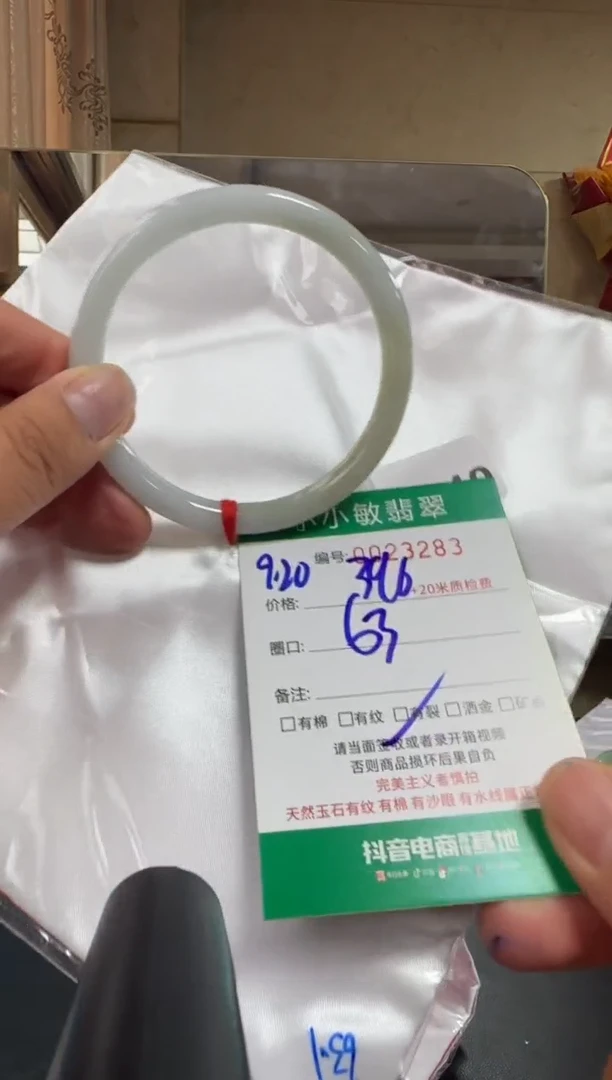 小敏翡翠
编号:0023283
9.20
价格: +20米质检费
圈口: 63
备注:
□有棉 □有纹 □有裂 □洒金 □矿
请当面签收或者录开箱视频
否则商品损坏后果自负
完美主义者慎拍
天然玉石有纹 有棉 有沙眼 有水线属正
抖音电商 基地
63.1